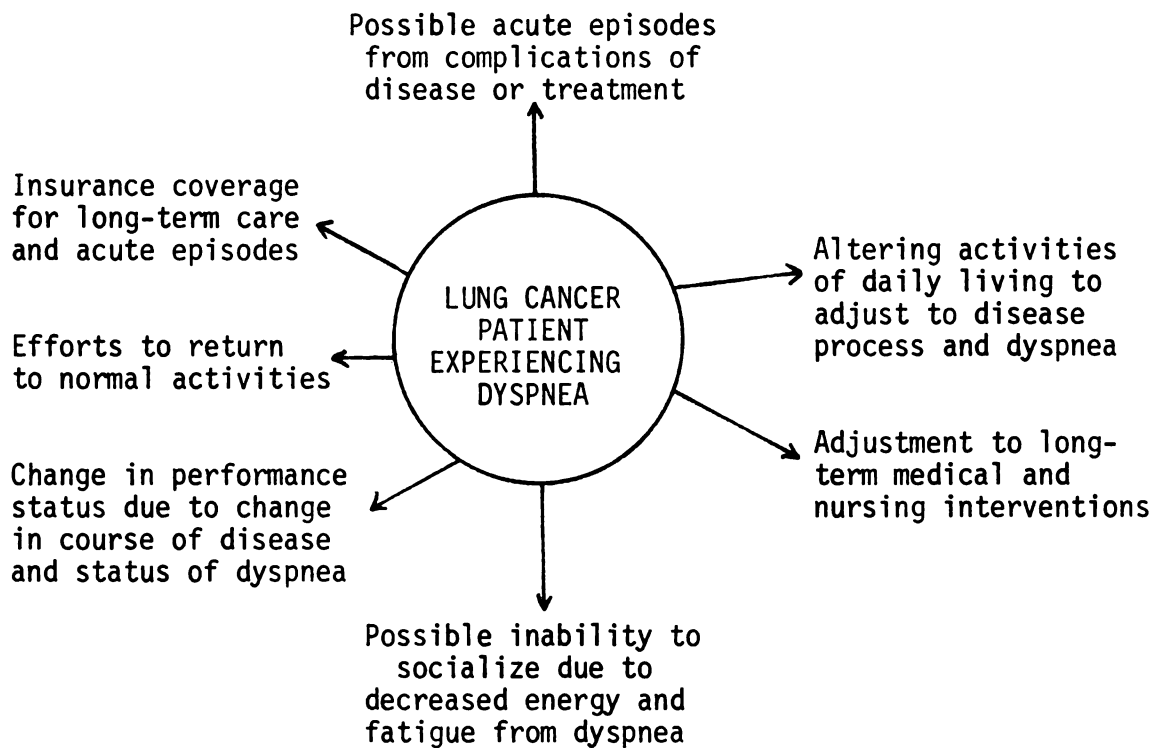 Possible acute episodes
from complications of
disease or treatment
Insurance coverage
for long-term care
and acute episodes
Altering activities
of daily living to
adjust to disease
process and dyspnea
LUNG CANCER
PATIENT
EXPERIENCING
DYSPNEA
Efforts to return
to normal activities
Adjustment to long-
term medical and
nursing interventions
Change in performance
status due to change
in course of disease
and status of dyspnea
Possible inability to
socialize due to
decreased energy and
fatigue from dyspnea